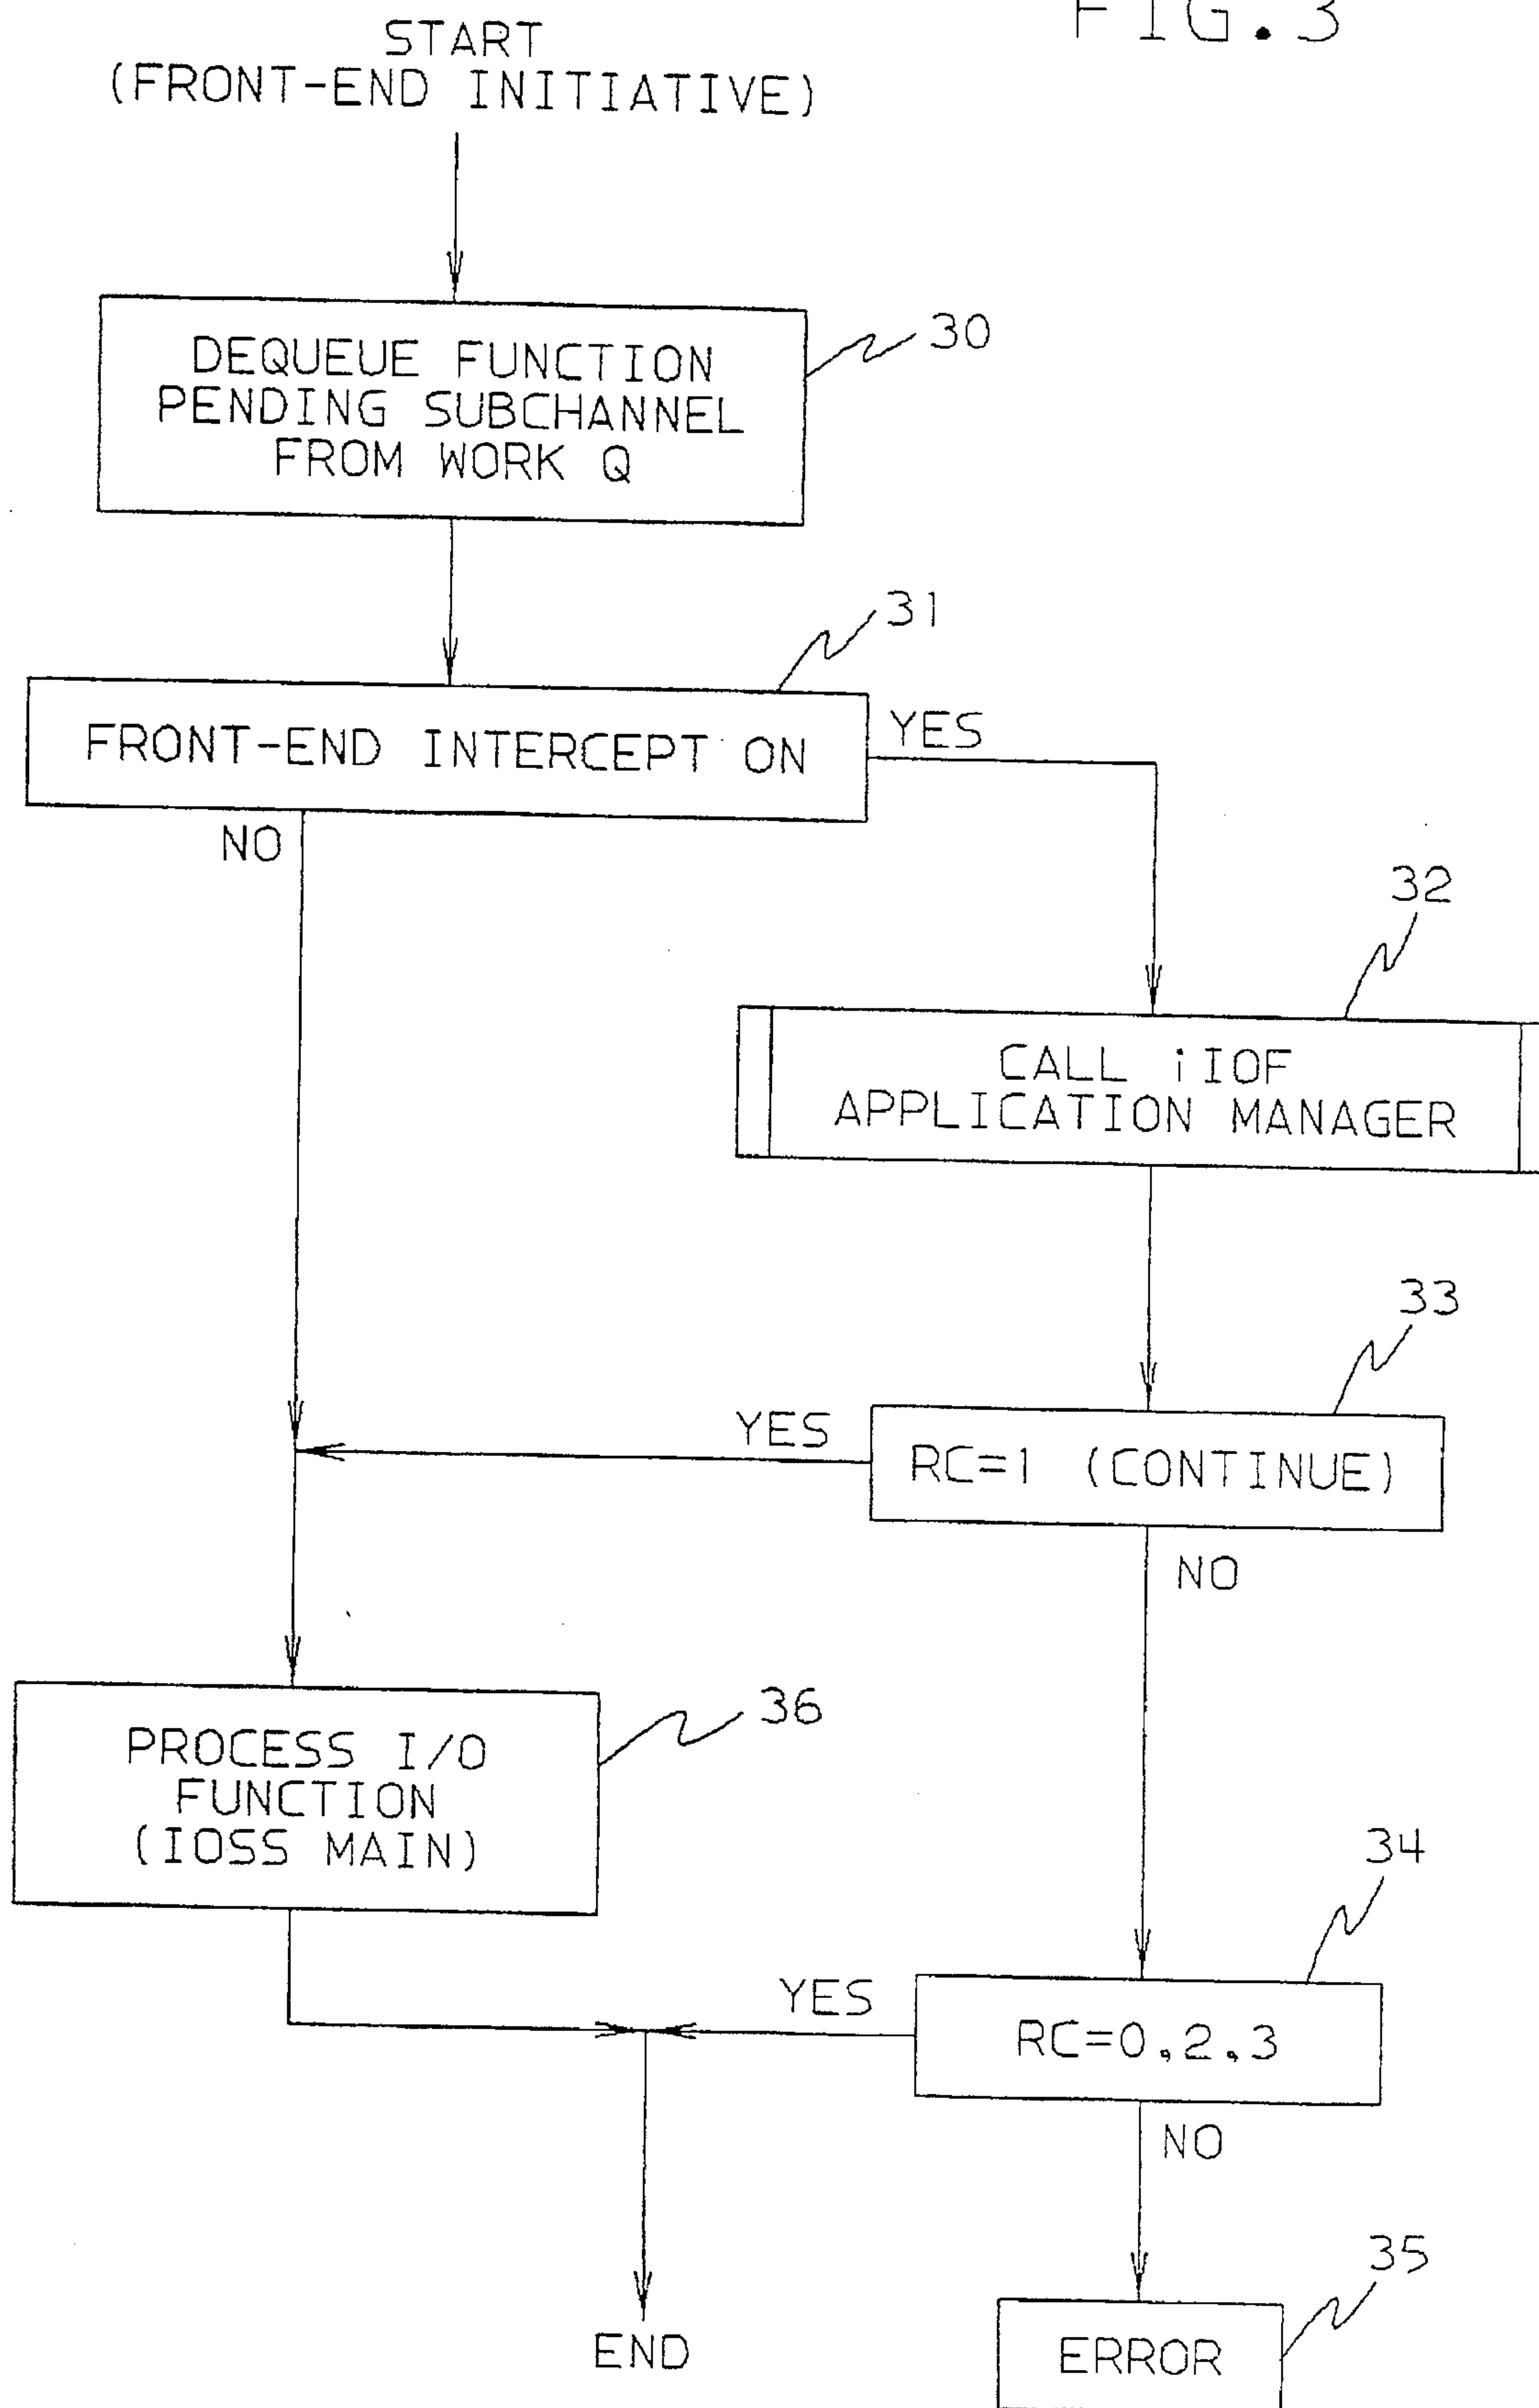 FIG.3
START
(FRONT-END INITIATIVE)
30
DEQUEUE FUNCTION
PENDING SUBCHANNEL
FROM WORK Q
31
FRONT-END INTERCEPT ON
YES
NO
32
CALL iIOF
APPLICATION MANAGER
33
YES
RC=1 (CONTINUE)
NO
36
PROCESS I/O
FUNCTION
(IOSS MAIN)
34
YES
RC=0,2,3
NO
35
END
ERROR